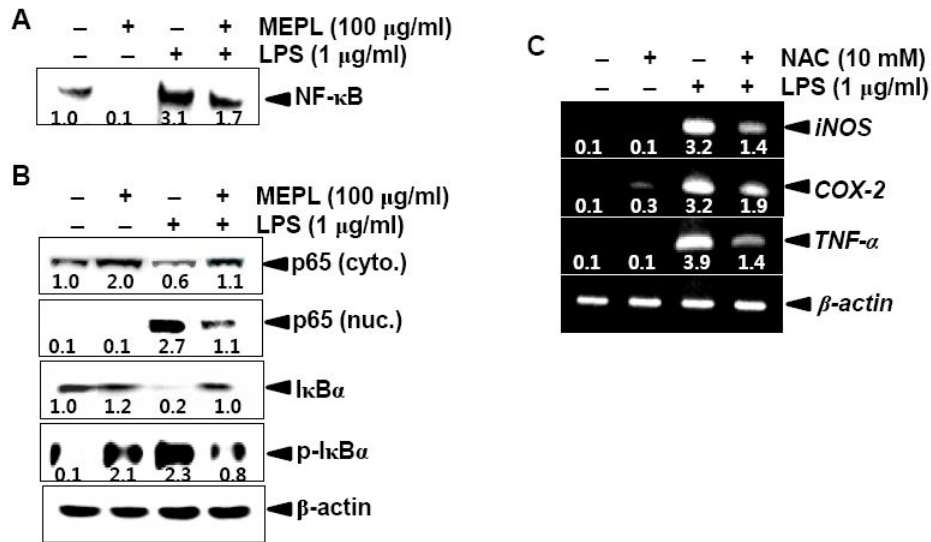 A
– + – + MEPL (100 μg/ml)
– – + + LPS (1 μg/ml)
NF-κB
1.0 0.1 3.1 1.7
B
– + – + MEPL (100 μg/ml)
– – + + LPS (1 μg/ml)
p65 (cyto.)
1.0 2.0 0.6 1.1
p65 (nuc.)
0.1 0.1 2.7 1.1
IκBα
1.0 1.2 0.2 1.0
p-IκBα
0.1 2.1 2.3 0.8
β-actin
C
– + – + NAC (10 mM)
– – + + LPS (1 μg/ml)
iNOS
0.1 0.1 3.2 1.4
COX-2
0.1 0.3 3.2 1.9
TNF-α
0.1 0.1 3.9 1.4
β-actin